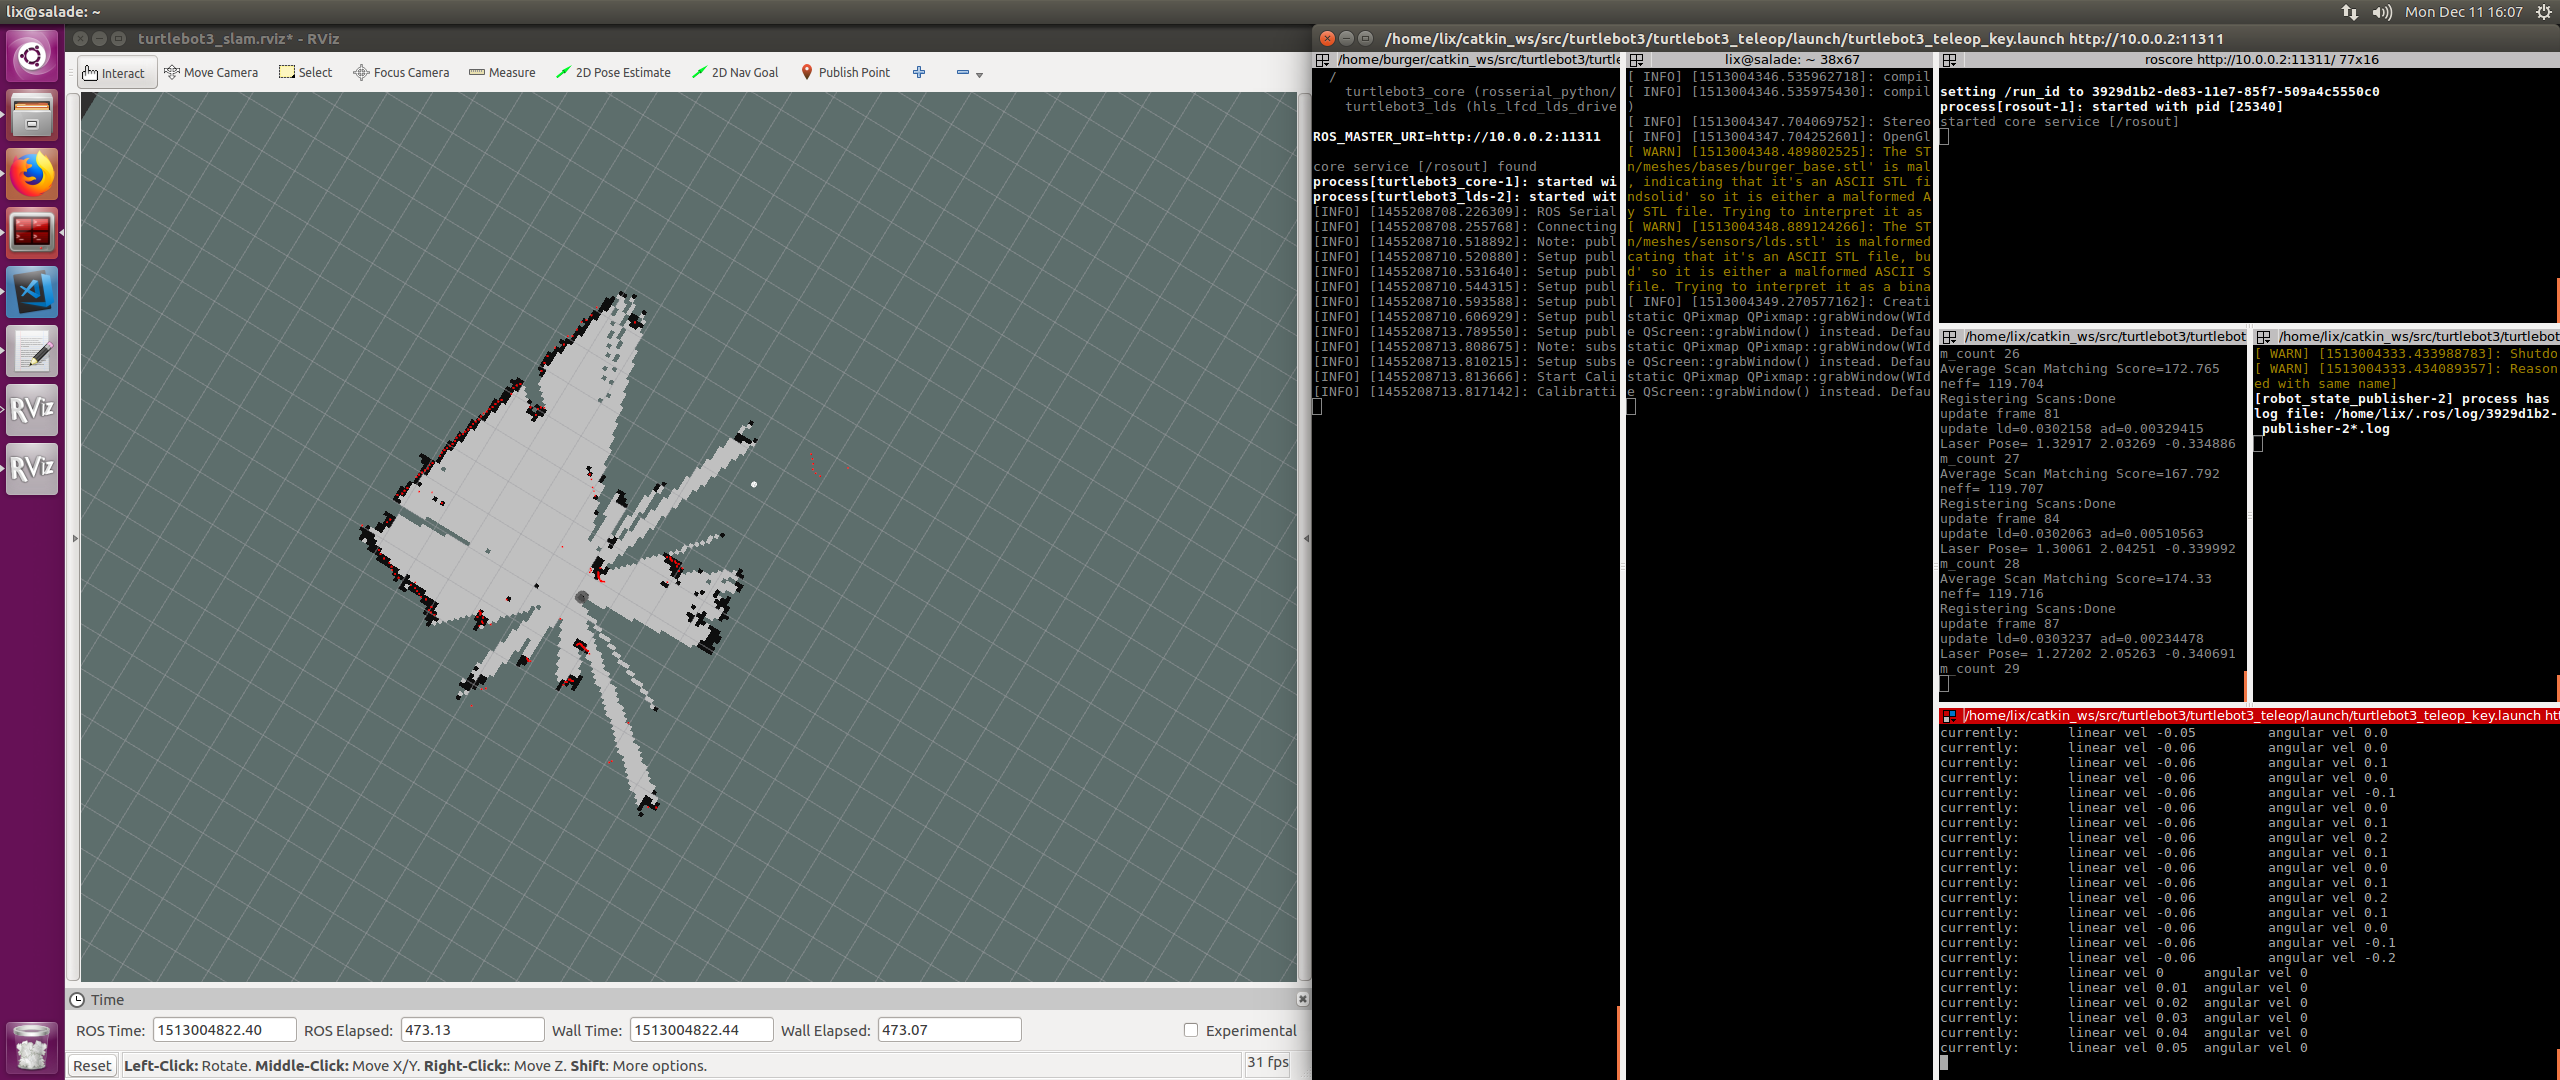 lix@salade: ~
Mon Dec 11 16:07
turtlebot3_slam.rviz* - RViz
Interact
Move Camera
Select
Focus Camera
Measure
2D Pose Estimate
2D Nav Goal
Publish Point
RViz
RViz
Time
ROS Time: 1513004822.40
ROS Elapsed: 473.13
Wall Time: 1513004822.44
Wall Elapsed: 473.07
Experimental
Reset
Left-Click: Rotate. Middle-Click: Move X/Y. Right-Click:: Move Z. Shift: More options.
31 fps
/home/lix/catkin_ws/src/turtlebot3/turtlebot3_teleop/launch/turtlebot3_teleop_key.launch http://10.0.0.2:11311
/home/burger/catkin_ws/src/turtlebot3/turtle
/
turtlebot3_core (rosserial_python/
turtlebot3_lds (hls_lfcd_lds_drive
ROS_MASTER_URI=http://10.0.0.2:11311
core service [/rosout] found
process[turtlebot3_core-1]: started wi
process[turtlebot3_lds-2]: started wit
[INFO] [1455208708.226309]: ROS Serial
[INFO] [1455208708.255768]: Connecting
[INFO] [1455208710.518892]: Note: publ
[INFO] [1455208710.520880]: Setup publ
[INFO] [1455208710.531640]: Setup publ
[INFO] [1455208710.544315]: Setup publ
[INFO] [1455208710.593588]: Setup publ
[INFO] [1455208710.606929]: Setup publ
[INFO] [1455208713.789550]: Setup publ
[INFO] [1455208713.808675]: Note: subs
[INFO] [1455208713.810215]: Setup subs
[INFO] [1455208713.813666]: Start Cali
[INFO] [1455208713.817142]: Calibratti
lix@salade: ~ 38x67
[ INFO] [1513004346.535962718]: compil
[ INFO] [1513004346.535975430]: compil
)
[ INFO] [1513004347.704069752]: Stereo
[ INFO] [1513004347.704252601]: OpenGl
[ WARN] [1513004348.489802525]: The ST
n/meshes/bases/burger_base.stl' is mal
, indicating that it's an ASCII STL fi
ndsolid' so it is either a malformed A
y STL file. Trying to interpret it as
[ WARN] [1513004348.889124266]: The ST
n/meshes/sensors/lds.stl' is malformed
cating that it's an ASCII STL file, bu
d' so it is either a malformed ASCII S
file. Trying to interpret it as a bina
[ INFO] [1513004349.270577162]: Creati
static QPixmap QPixmap::grabWindow(WId
e QScreen::grabWindow() instead. Defau
static QPixmap QPixmap::grabWindow(WId
e QScreen::grabWindow() instead. Defau
static QPixmap QPixmap::grabWindow(WId
e QScreen::grabWindow() instead. Defau
roscore http://10.0.0.2:11311/ 77x16
setting /run_id to 3929d1b2-de83-11e7-85f7-509a4c5550c0
process[rosout-1]: started with pid [25340]
started core service [/rosout]
/home/lix/catkin_ws/src/turtlebot3/turtlebot
m_count 26
Average Scan Matching Score=172.765
neff= 119.704
Registering Scans:Done
update frame 81
update ld=0.0302158 ad=0.00329415
Laser Pose= 1.32917 2.03269 -0.334886
m_count 27
Average Scan Matching Score=167.792
neff= 119.707
Registering Scans:Done
update frame 84
update ld=0.0302063 ad=0.00510563
Laser Pose= 1.30061 2.04251 -0.339992
m_count 28
Average Scan Matching Score=174.33
neff= 119.716
Registering Scans:Done
update frame 87
update ld=0.0303237 ad=0.00234478
Laser Pose= 1.27202 2.05263 -0.340691
m_count 29
/home/lix/catkin_ws/src/turtlebot3/turtlebot
[ WARN] [1513004333.433988783]: Shutdo
[ WARN] [1513004333.434089357]: Reason
ed with same name]
[robot_state_publisher-2] process has
log file: /home/lix/.ros/log/3929d1b2-
_publisher-2*.log
/home/lix/catkin_ws/src/turtlebot3/turtlebot3_teleop/launch/turtlebot3_teleop_key.launch htt
currently: linear vel -0.05 angular vel 0.0
currently: linear vel -0.06 angular vel 0.0
currently: linear vel -0.06 angular vel 0.1
currently: linear vel -0.06 angular vel 0.0
currently: linear vel -0.06 angular vel -0.1
currently: linear vel -0.06 angular vel 0.0
currently: linear vel -0.06 angular vel 0.1
currently: linear vel -0.06 angular vel 0.2
currently: linear vel -0.06 angular vel 0.1
currently: linear vel -0.06 angular vel 0.0
currently: linear vel -0.06 angular vel 0.1
currently: linear vel -0.06 angular vel 0.2
currently: linear vel -0.06 angular vel 0.1
currently: linear vel -0.06 angular vel 0.0
currently: linear vel -0.06 angular vel -0.1
currently: linear vel -0.06 angular vel -0.2
currently: linear vel 0 angular vel 0
currently: linear vel 0.01 angular vel 0
currently: linear vel 0.02 angular vel 0
currently: linear vel 0.03 angular vel 0
currently: linear vel 0.04 angular vel 0
currently: linear vel 0.05 angular vel 0